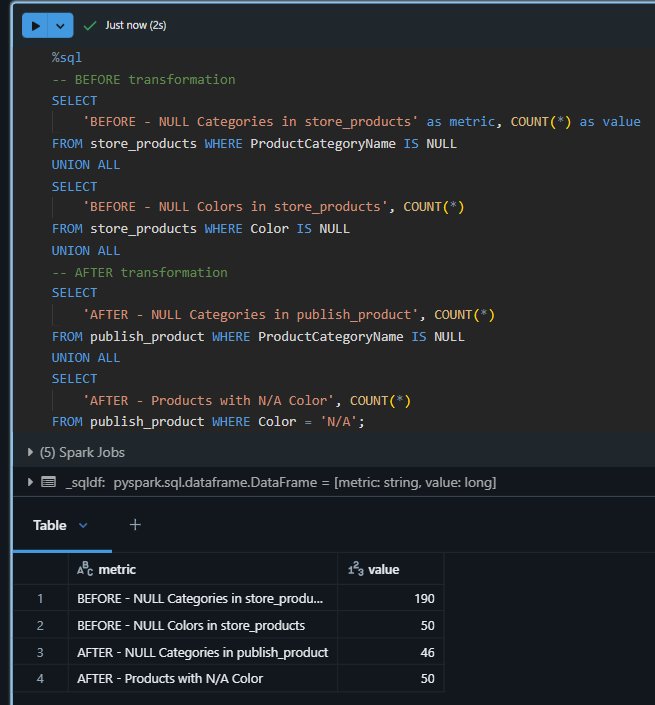 Just now (2s)
%sql
-- BEFORE transformation
SELECT
'BEFORE - NULL Categories in store_products' as metric, COUNT(*) as value
FROM store_products WHERE ProductCategoryName IS NULL
UNION ALL
SELECT
'BEFORE - NULL Colors in store_products', COUNT(*)
FROM store_products WHERE Color IS NULL
UNION ALL
-- AFTER transformation
SELECT
'AFTER - NULL Categories in publish_product', COUNT(*)
FROM publish_product WHERE ProductCategoryName IS NULL
UNION ALL
SELECT
'AFTER - Products with N/A Color', COUNT(*)
FROM publish_product WHERE Color = 'N/A';
(5) Spark Jobs
_sqldf: pyspark.sql.dataframe.DataFrame = [metric: string, value: long]
Table +
ABC metric 123 value
1 BEFORE - NULL Categories in store_produ... 190
2 BEFORE - NULL Colors in store_products 50
3 AFTER - NULL Categories in publish_product 46
4 AFTER - Products with N/A Color 50